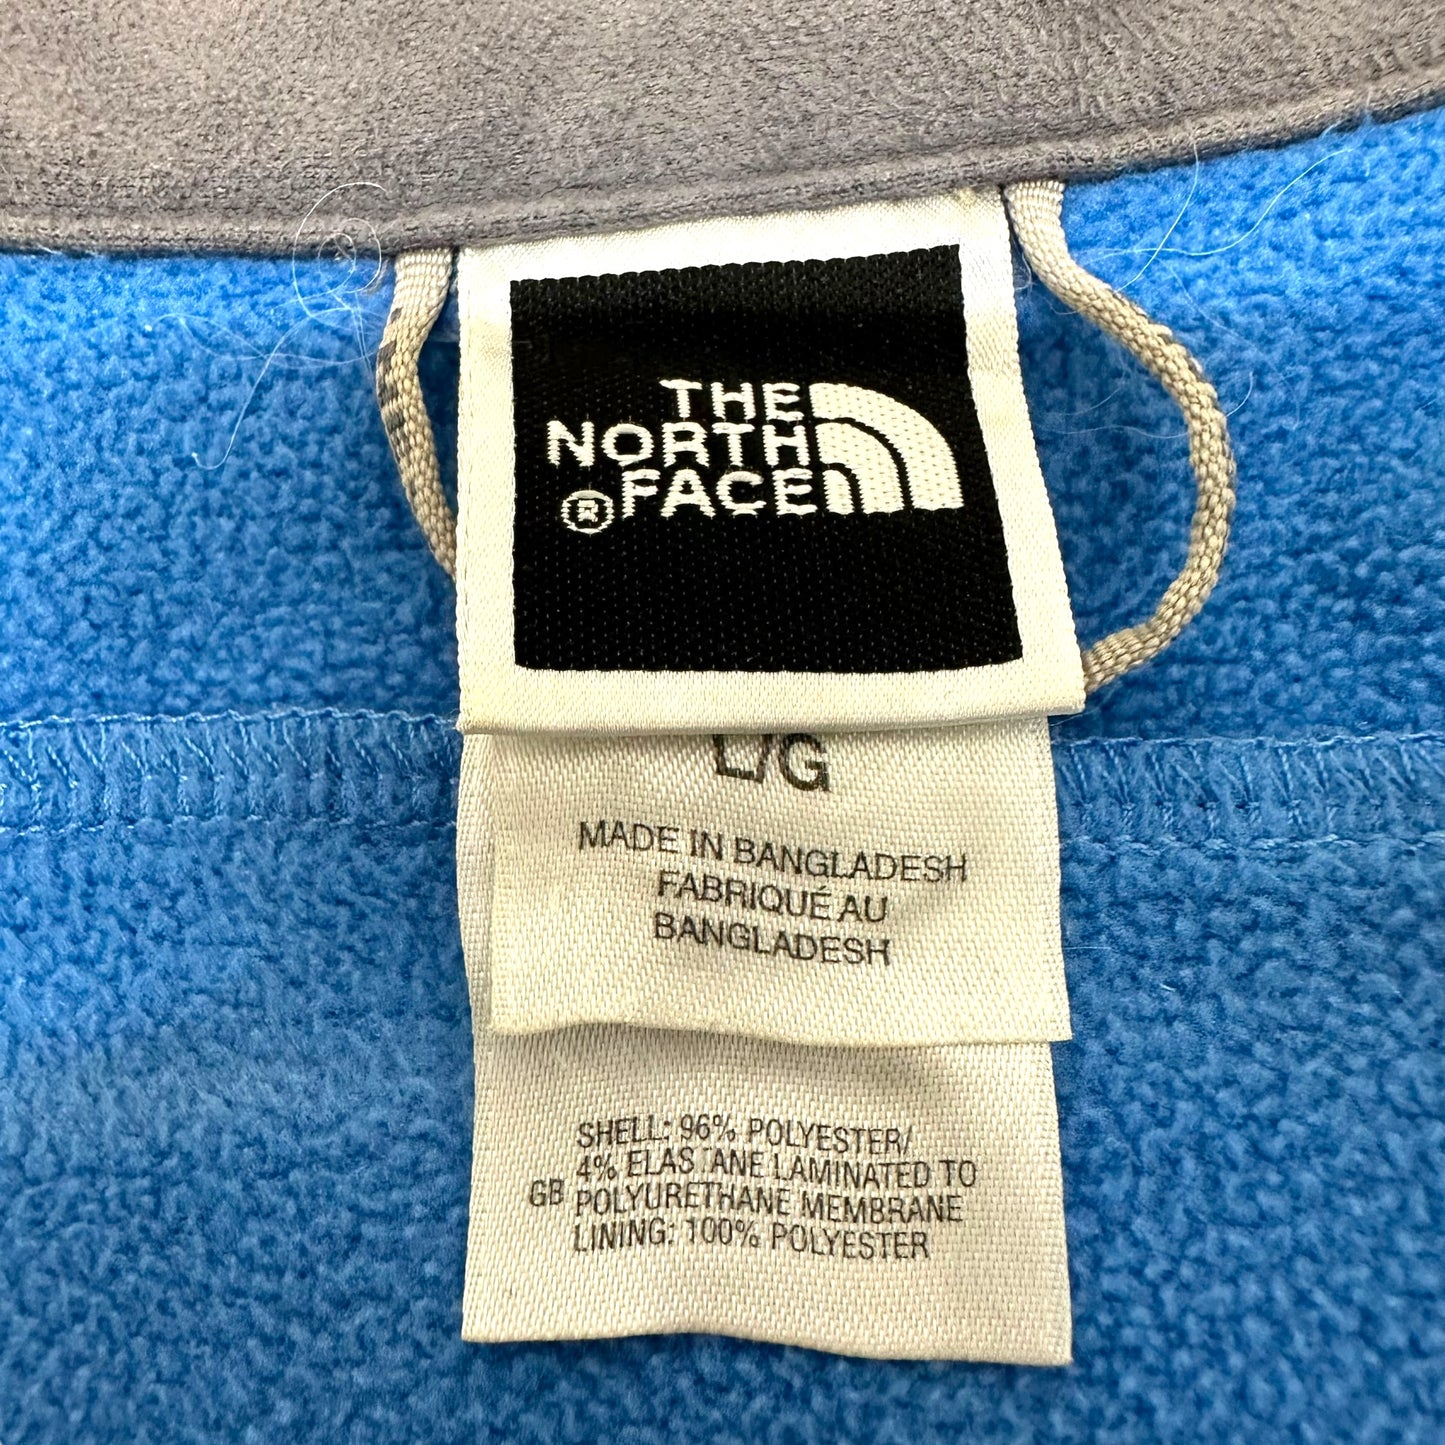 THE
NORTH
® FACE
L/G
MADE IN BANGLADESH
FABRIQUÉ AU
BANGLADESH
SHELL: 96% POLYESTER/
4% ELASTANE LAMINATED TO
GB POLYURETHANE MEMBRANE
LINING: 100% POLYESTER